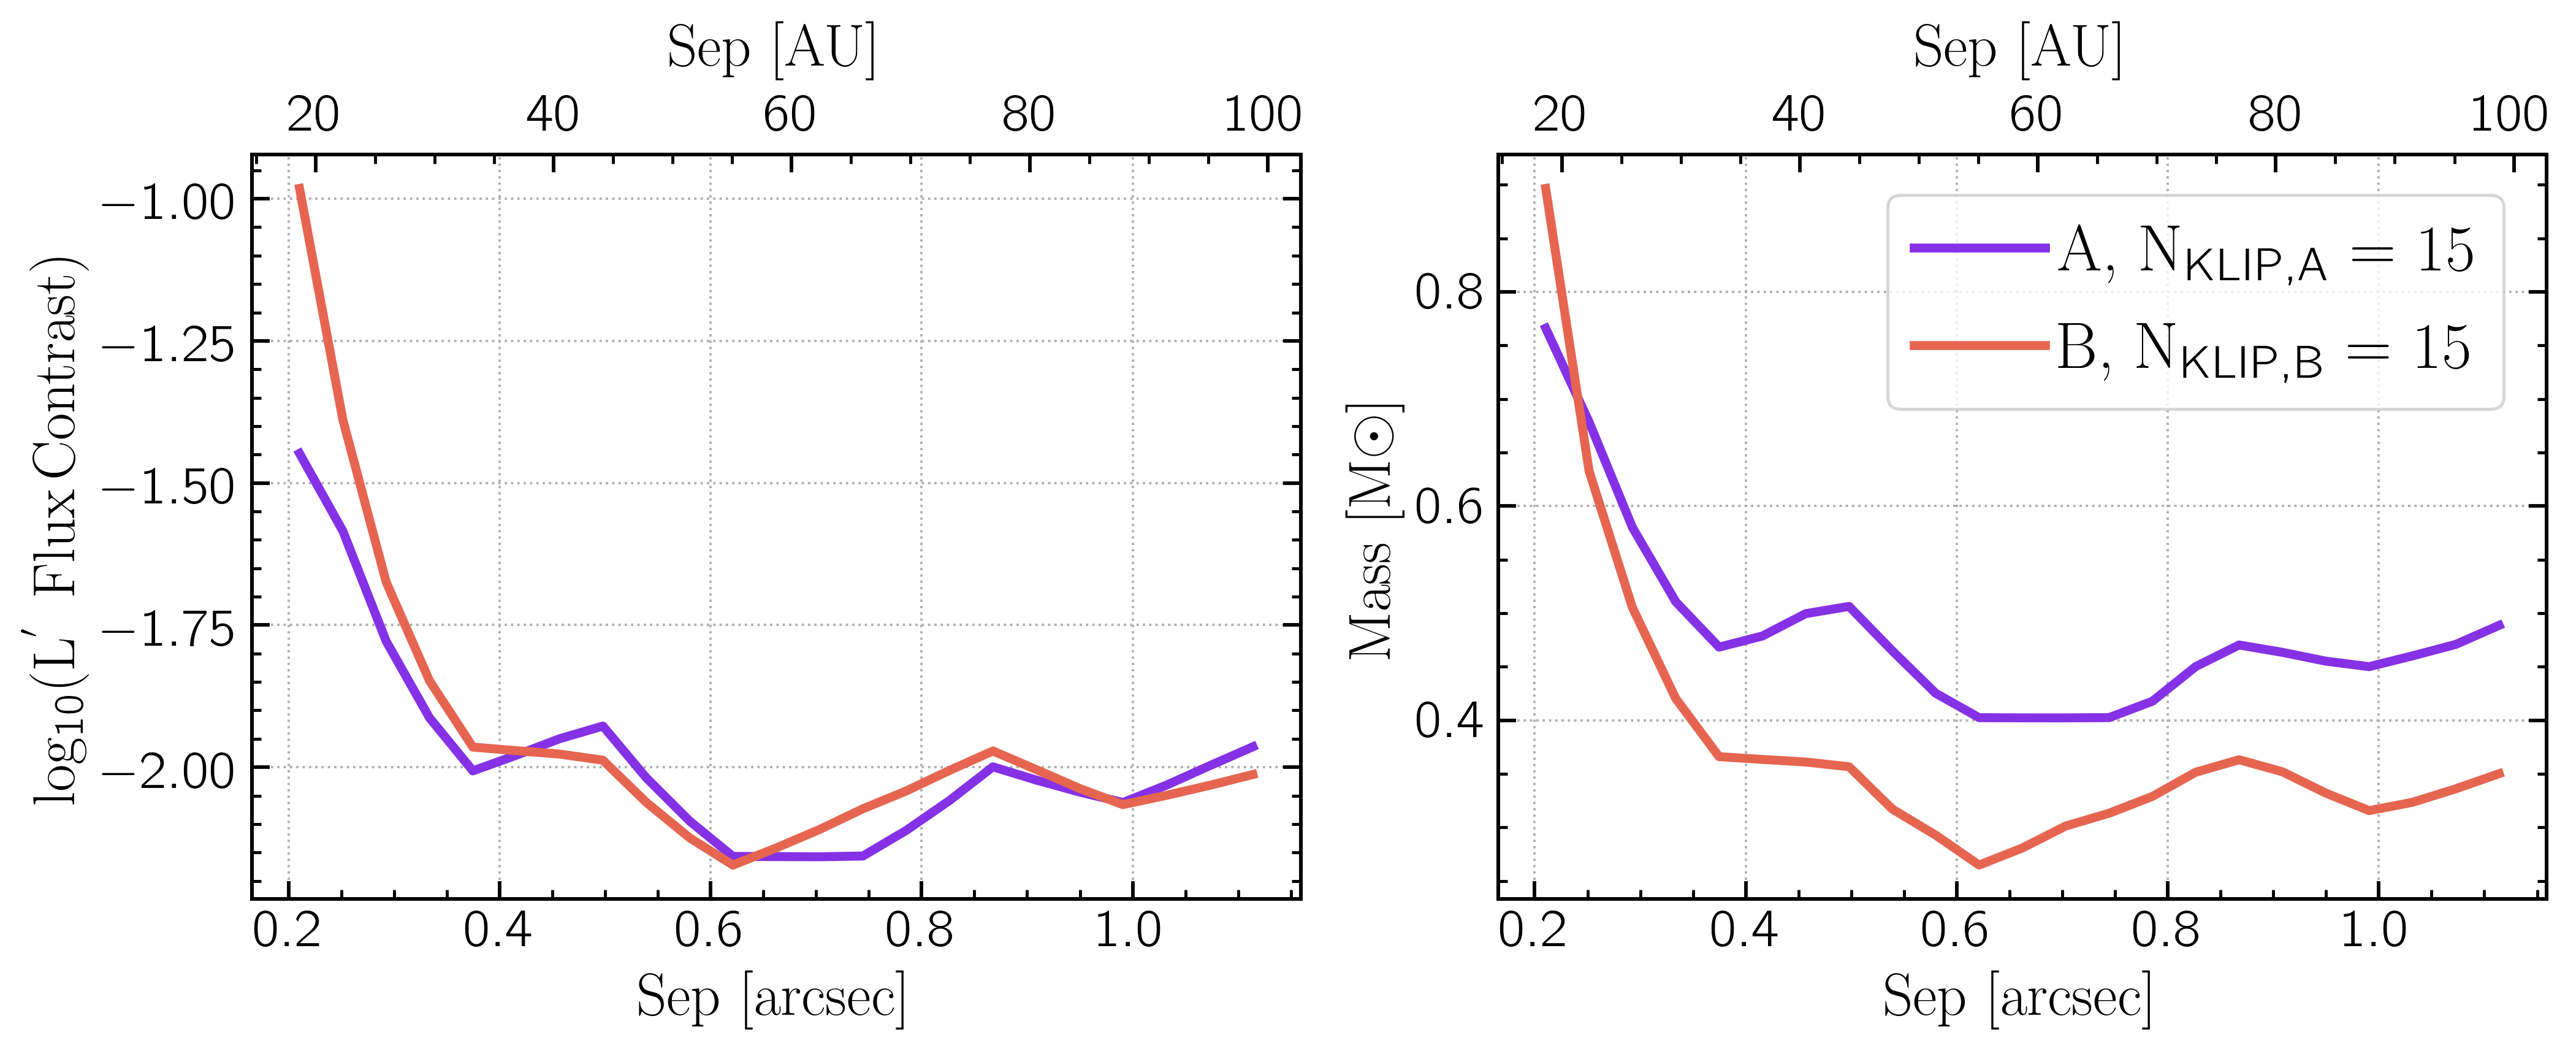 Sep [AU]
20 40 60 80 100
log₁₀(L′ Flux Contrast)
−1.00
−1.25
−1.50
−1.75
−2.00
0.2 0.4 0.6 0.8 1.0
Sep [arcsec]
Sep [AU]
20 40 60 80 100
Mass [M⊙]
0.8
0.6
0.4
A, N_KLIP,A = 15
B, N_KLIP,B = 15
0.2 0.4 0.6 0.8 1.0
Sep [arcsec]